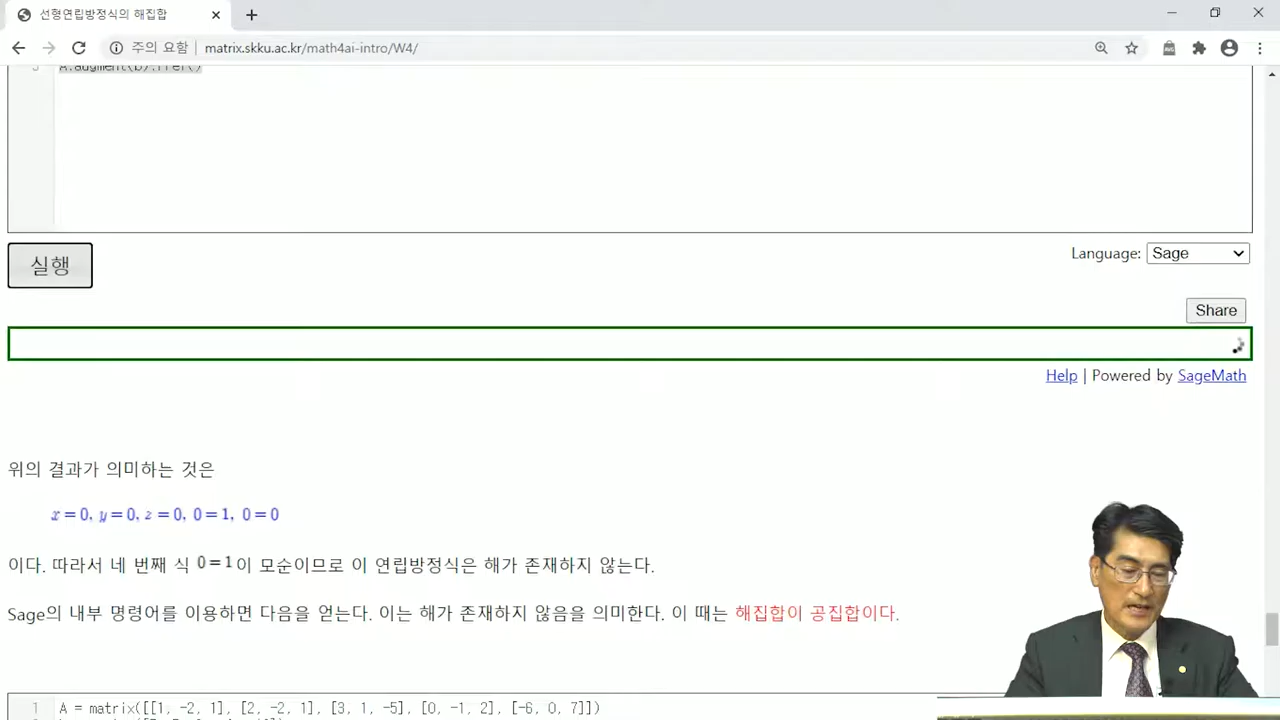 선형연립방정식의 해집합
주의 요함 matrix.skku.ac.kr/math4ai-intro/W4/
3 A.augment(b).rref()
실행
Language: Sage
Share
Help | Powered by SageMath
위의 결과가 의미하는 것은
x=0, y=0, z=0, 0=1, 0=0
이다. 따라서 네 번째 식 0=1이 모순이므로 이 연립방정식은 해가 존재하지 않는다.
Sage의 내부 명령어를 이용하면 다음을 얻는다. 이는 해가 존재하지 않음을 의미한다. 이 때는 해집합이 공집합이다.
1 A = matrix([[1, -2, 1], [2, -2, 1], [3, 1, -5], [0, -1, 2], [-6, 0, 7]])